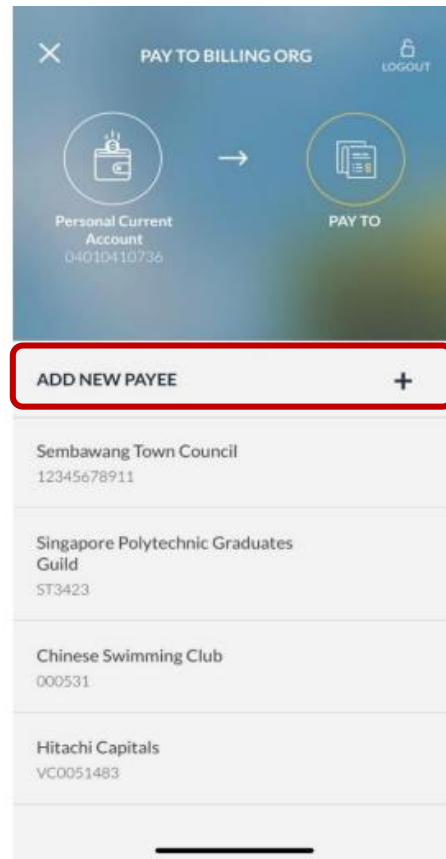 PAY TO BILLING ORG
LOGOUT
Personal Current
Account
04010410736
PAY TO
ADD NEW PAYEE +
Sembawang Town Council
12345678911
Singapore Polytechnic Graduates
Guild
ST3423
Chinese Swimming Club
000531
Hitachi Capitals
VC0051483